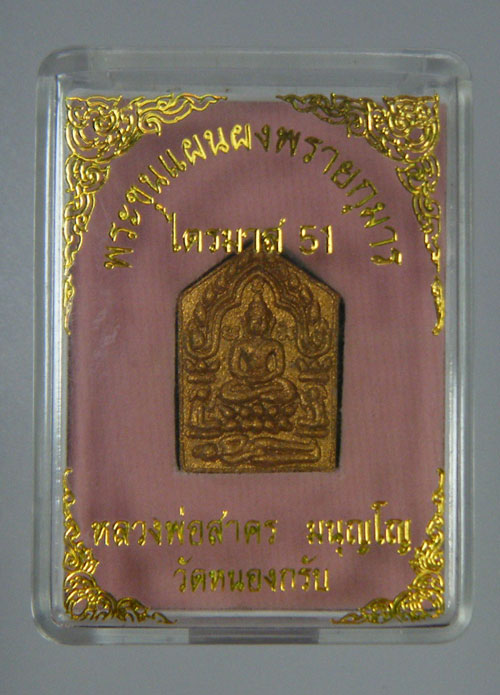 พระขุนแผนผงพรายกุมาร
ไตรมาส 51
หลวงพ่อสาคร มนุญฺโญ
วัดหนองกรับ